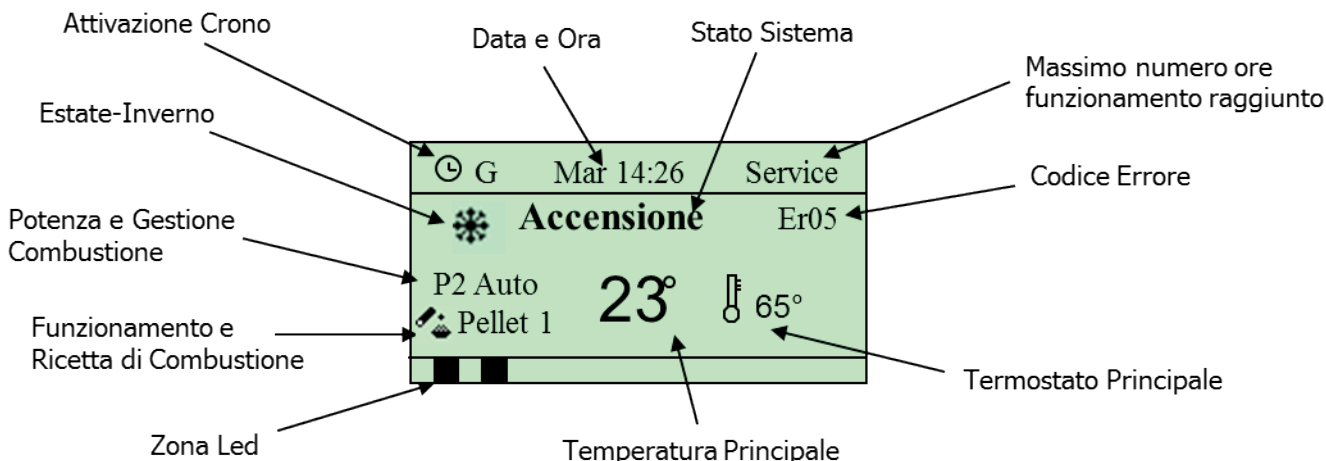 Attivazione Crono
Data e Ora
Stato Sistema
Massimo numero ore
funzionamento raggiunto
Estate-Inverno
Codice Errore
Potenza e Gestione
Combustione
Funzionamento e
Ricetta di Combustione
G Mar 14:26 Service
Accensione Er05
P2 Auto
Pellet 1
23° 65°
Termostato Principale
Zona Led
Temperatura Principale